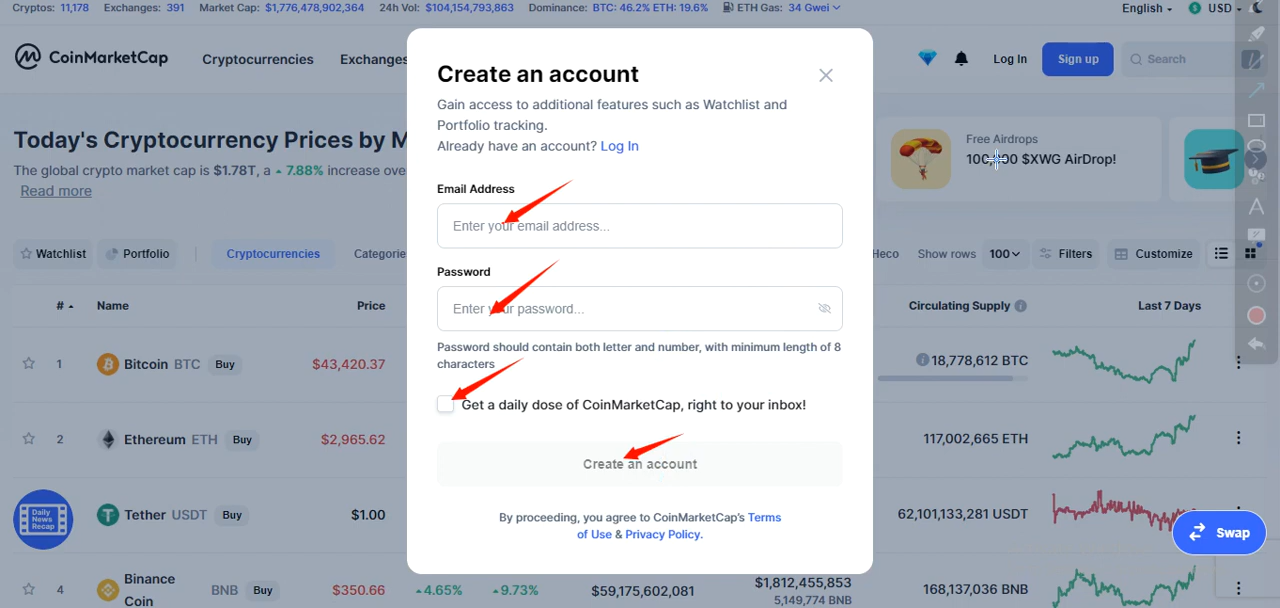 Cryptos: 11,178 Exchanges: 391 Market Cap: $1,776,478,902,364 24h Vol: $104,154,793,863 Dominance: BTC: 46.2% ETH: 19.6% ETH Gas: 34 Gwei English USD
CoinMarketCap Cryptocurrencies Exchanges Log In Sign up Search
Create an account
Gain access to additional features such as Watchlist and
Portfolio tracking.
Already have an account? Log In
Today's Cryptocurrency Prices by M
The global crypto market cap is $1.78T, a 7.88% increase ove
Read more
Free Airdrops
$XWG AirDrop!
Email Address
Enter your email address...
Watchlist Portfolio Cryptocurrencies Categorie Heco Show rows 100 Filters Customize
Password
Enter your password...
Password should contain both letter and number, with minimum length of 8
characters
Get a daily dose of CoinMarketCap, right to your inbox!
Create an account
By proceeding, you agree to CoinMarketCap's Terms
of Use & Privacy Policy.
# Name Price Circulating Supply Last 7 Days
1 Bitcoin BTC Buy $43,420.37 18,778,612 BTC
2 Ethereum ETH Buy $2,965.62 117,002,665 ETH
Daily
News
Recap
Tether USDT Buy $1.00 62,101,133,281 USDT
Swap
4 Binance
Coin BNB Buy $350.66 4.65% 9.73% $59,175,602,081 $1,812,455,853
5,149,774 BNB
168,137,036 BNB